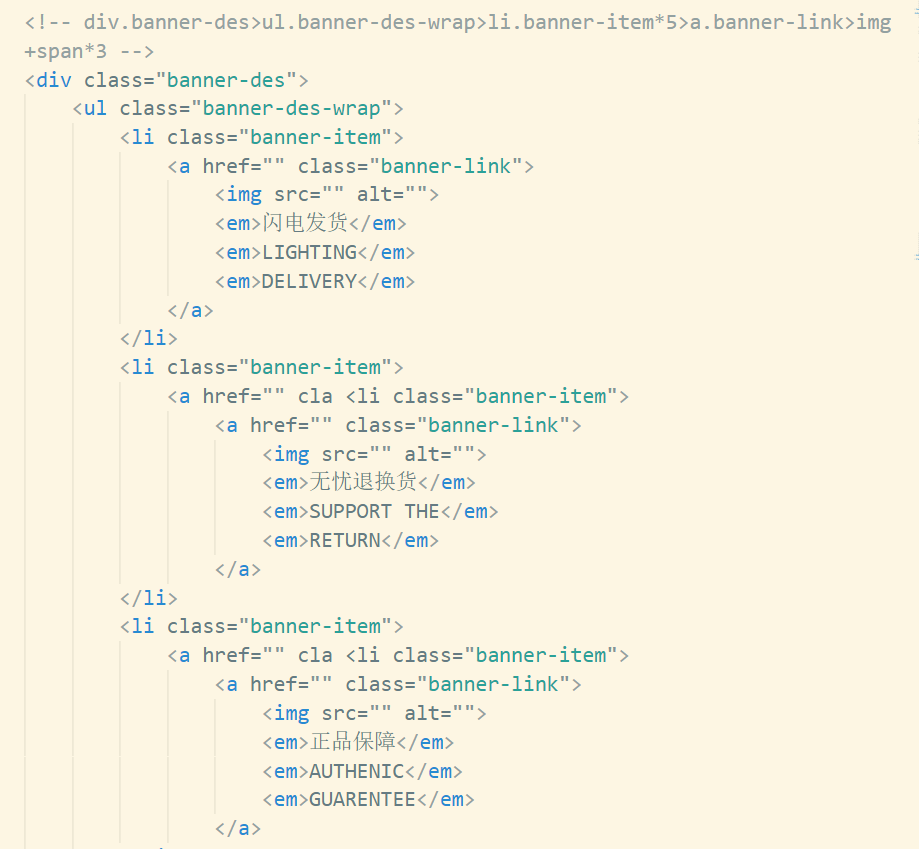 <!-- div.banner-des>ul.banner-des-wrap>li.banner-item*5>a.banner-link>img
+span*3 -->
<div class="banner-des">
<ul class="banner-des-wrap">
<li class="banner-item">
<a href="" class="banner-link">
<img src="" alt="">
<em>闪电发货</em>
<em>LIGHTING</em>
<em>DELIVERY</em>
</a>
</li>
<li class="banner-item">
<a href="" cla <li class="banner-item">
<a href="" class="banner-link">
<img src="" alt="">
<em>无忧退换货</em>
<em>SUPPORT THE</em>
<em>RETURN</em>
</a>
</li>
<li class="banner-item">
<a href="" cla <li class="banner-item">
<a href="" class="banner-link">
<img src="" alt="">
<em>正品保障</em>
<em>AUTHENIC</em>
<em>GUARENTEE</em>
</a>